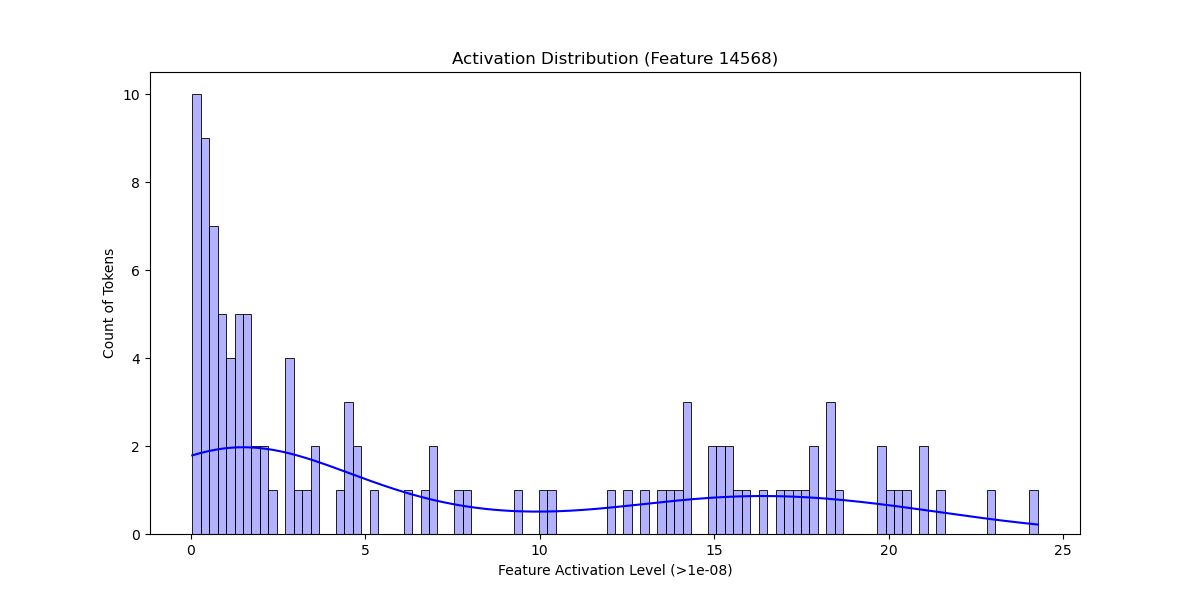 Activation Distribution (Feature 14568)
10
8
6
4
2
0
Count of Tokens
0 5 10 15 20 25
Feature Activation Level (>1e-08)